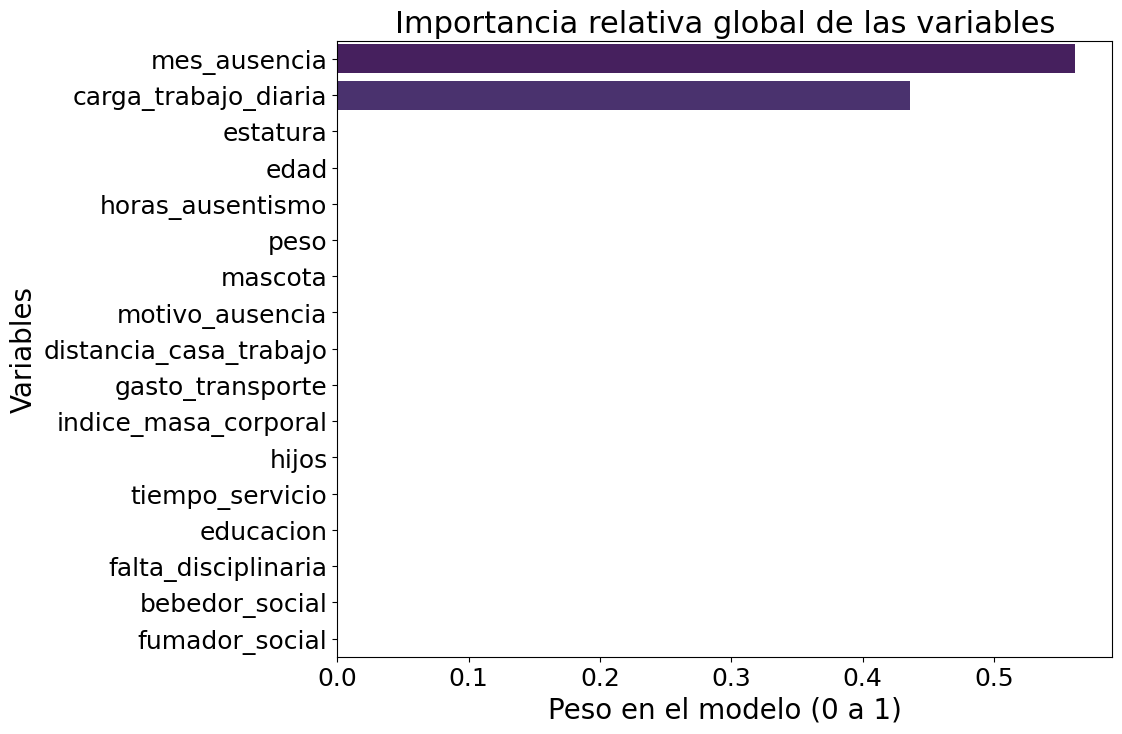 Importancia relativa global de las variables
mes_ausencia
carga_trabajo_diaria
estatura
edad
horas_ausentismo
peso
mascota
motivo_ausencia
distancia_casa_trabajo
gasto_transporte
indice_masa_corporal
hijos
tiempo_servicio
educacion
falta_disciplinaria
bebedor_social
fumador_social
Variables
0.0 0.1 0.2 0.3 0.4 0.5
Peso en el modelo (0 a 1)